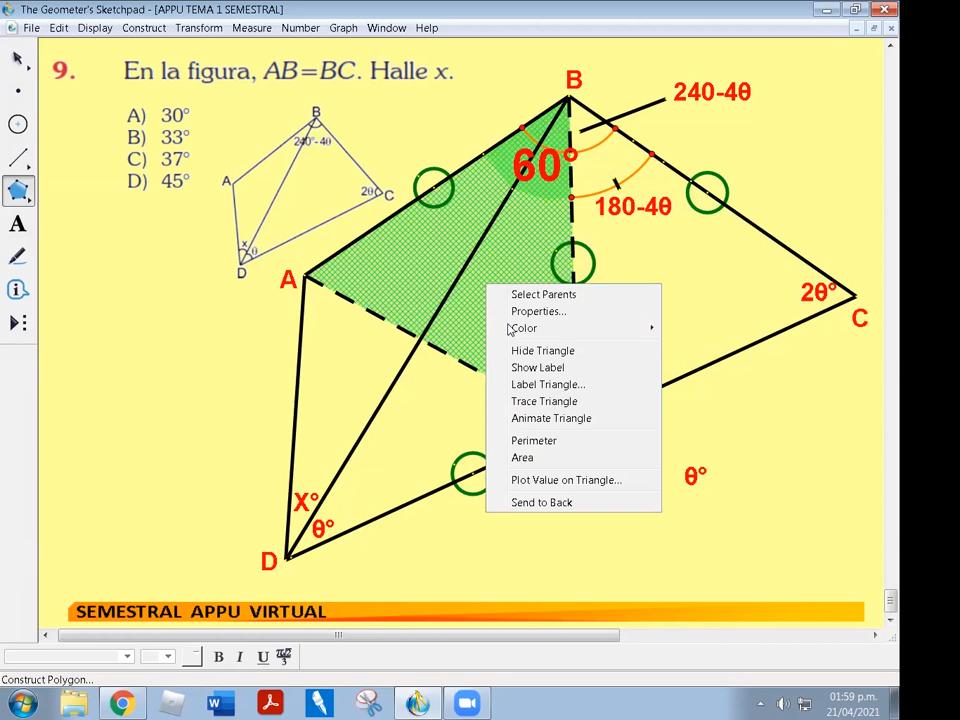 The Geometer's Sketchpad - [APPU TEMA 1 SEMESTRAL]
File Edit Display Construct Transform Measure Number Graph Window Help
9. En la figura, AB=BC. Halle x.
A) 30°
B) 33°
C) 37°
D) 45°
B
240°-4θ
A
2θ
C
x
θ
D
B
240-4θ
60°
180-4θ
A
2θ°
C
X°
θ°
θ°
D
Select Parents
Properties...
Color
Hide Triangle
Show Label
Label Triangle...
Trace Triangle
Animate Triangle
Perimeter
Area
Plot Value on Triangle...
Send to Back
SEMESTRAL APPU VIRTUAL
B I U
Construct Polygon...
01:59 p.m.
21/04/2021